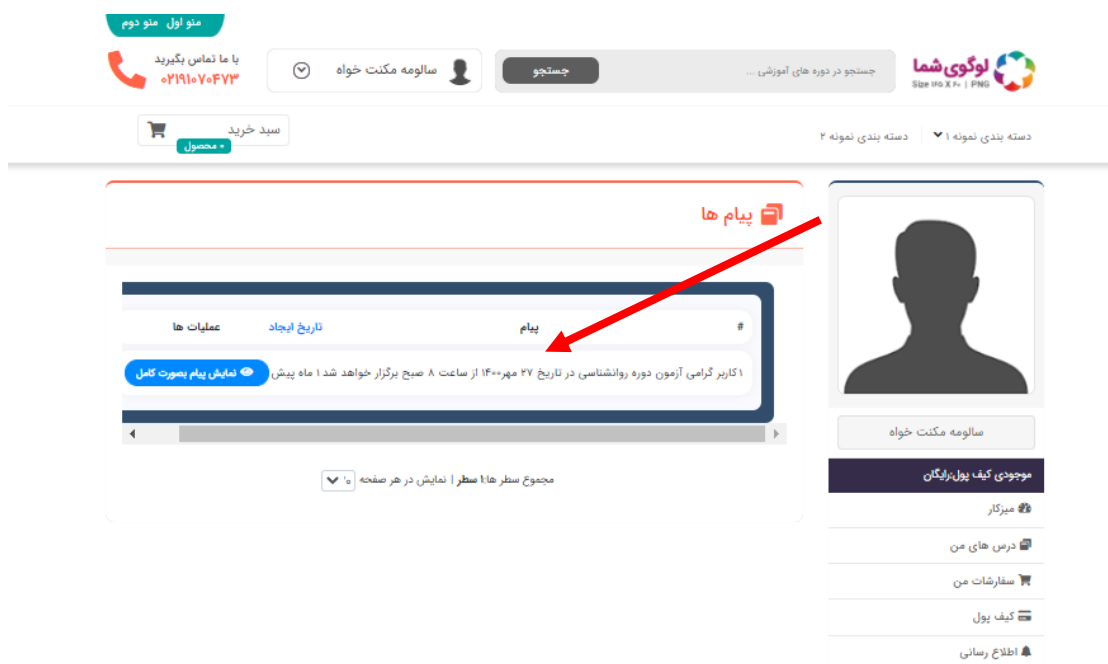 منو اول منو دوم
لوگوی شما
Size ۱۲۵ X ۶۰ | PNG
جستجو در دوره های آموزشی ...
جستجو
سالومه مکنت خواه
با ما تماس بگیرید
۰۲۱۹۱۰۷۰۴۷۳
دسته بندی نمونه ۱
دسته بندی نمونه ۲
سبد خرید
۰ محصول
پیام ها
# پیام تاریخ ایجاد عملیات ها
۱ کاربر گرامی آزمون دوره روانشناسی در تاریخ ۲۷ مهر۱۴۰۰ از ساعت ۸ صبح برگزار خواهد شد ۱ ماه پیش نمایش پیام بصورت کامل
مجموع سطر ها:۱ سطر | نمایش در هر صفحه ۱۰
سالومه مکنت خواه
موجودی کیف پول:رایگان
میزکار
درس های من
سفارشات من
کیف پول
اطلاع رسانی